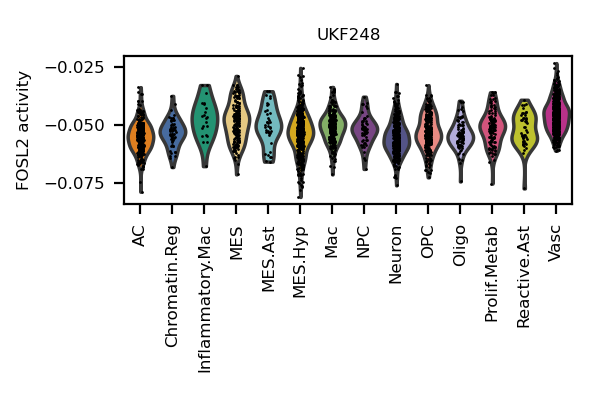 UKF248
FOSL2 activity
−0.025
−0.050
−0.075
AC
Chromatin.Reg
Inflammatory.Mac
MES
MES.Ast
MES.Hyp
Mac
NPC
Neuron
OPC
Oligo
Prolif.Metab
Reactive.Ast
Vasc